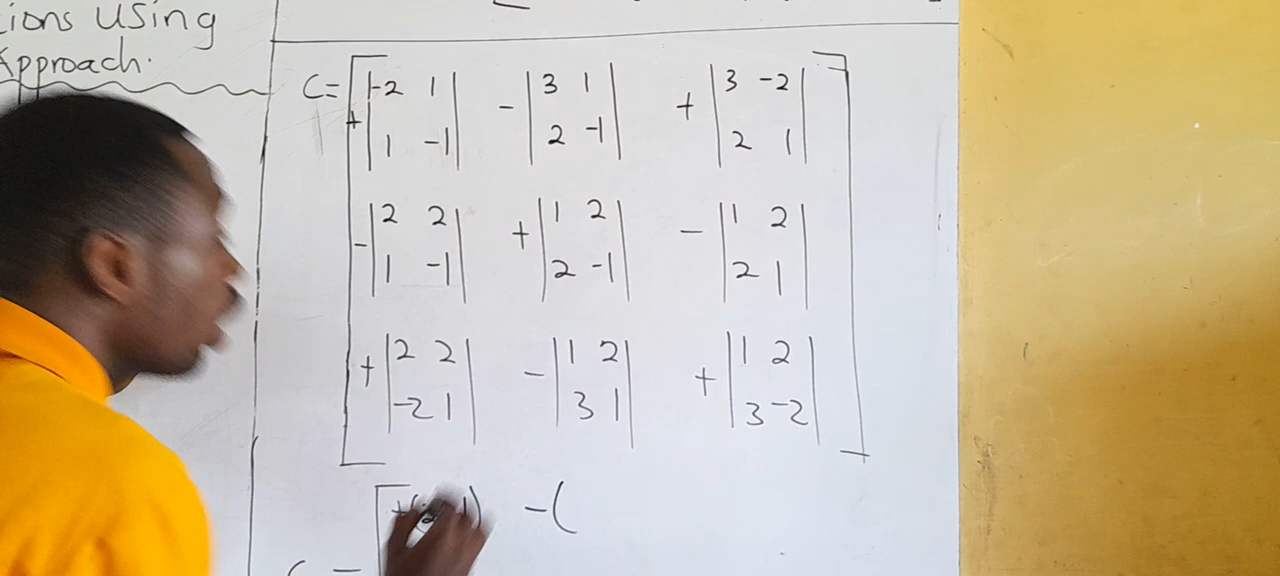 ions Using
Approach.
C= [ + | -2 1 | - | 3 1 | + | 3 -2 |
| 1 -1 | | 2 -1 | | 2 1 |
- | 2 2 | + | 1 2 | - | 1 2 |
| 1 -1 | | 2 -1 | | 2 1 |
+ | 2 2 | - | 1 2 | + | 1 2 |
| -2 1 | | 3 1 | | 3 -2 | ]
[ +( 1) -(
C =